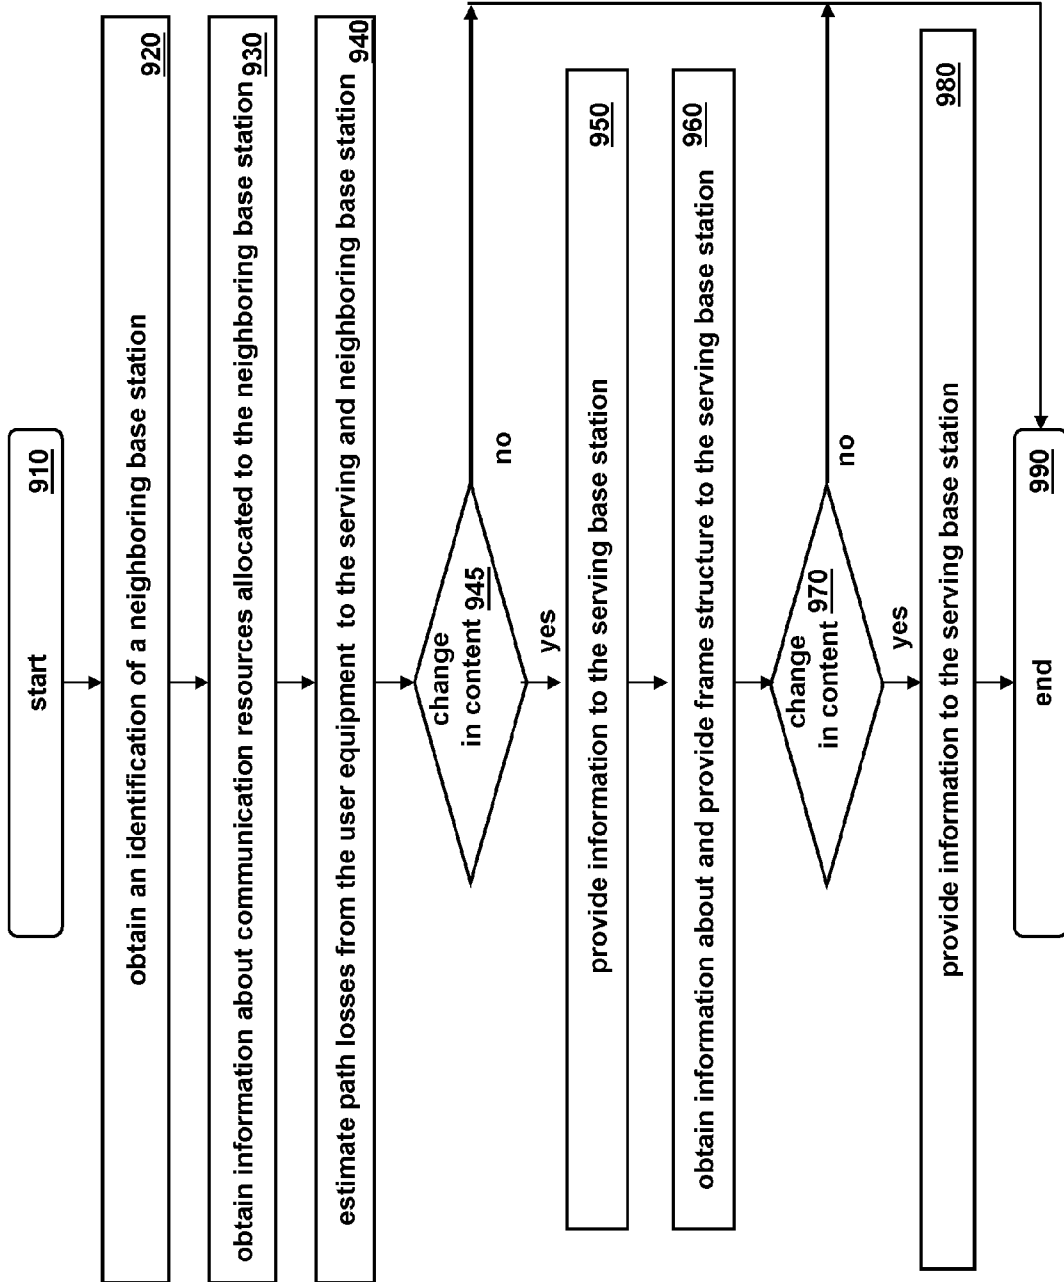 start 910
obtain an identification of a neighboring base station 920
obtain information about communication resources allocated to the neighboring base station 930
estimate path losses from the user equipment to the serving and neighboring base station 940
change
in content 945
no
yes
provide information to the serving base station 950
obtain information about and provide frame structure to the serving base station 960
change
in content 970
no
yes
provide information to the serving base station 980
end 990